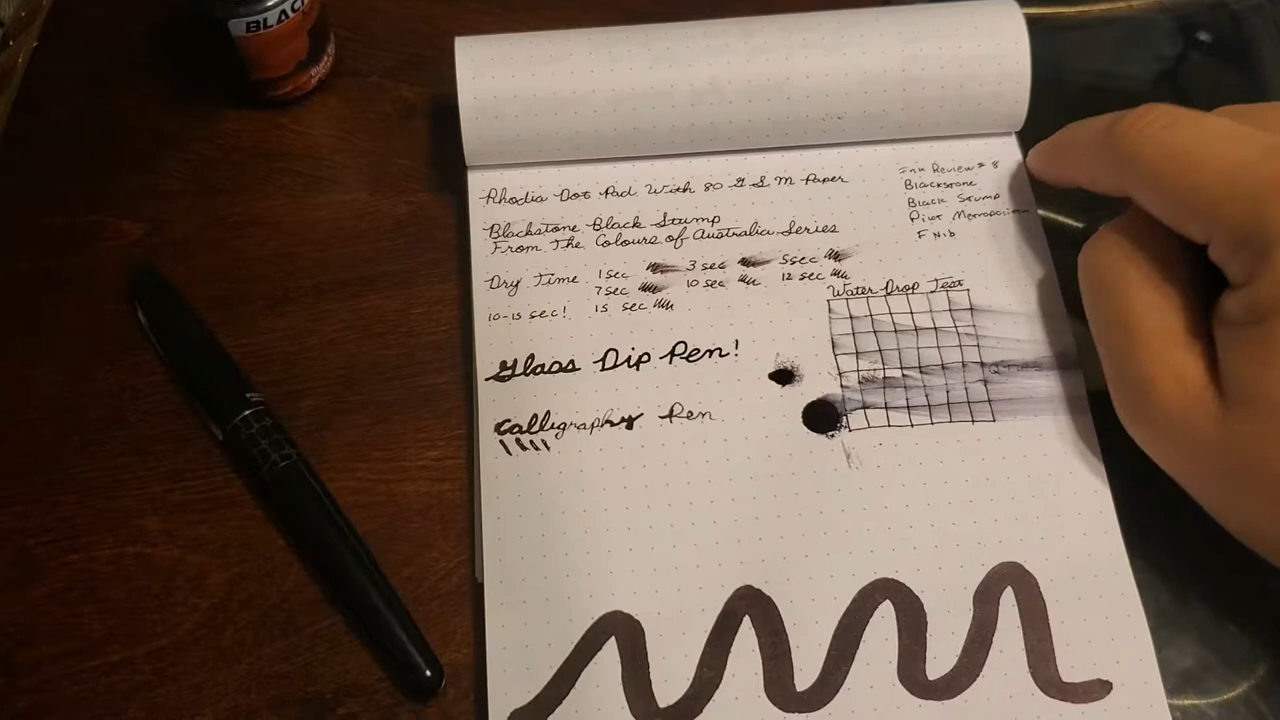 BLACK
Ink Review # 8
Blackstone
Black Stump
Pilot Metropolitan
F Nib
Rhodia Dot Pad With 80 G S M Paper
Blackstone Black Stump
From The Colours of Australia Series
Dry Time 1 sec 3 sec 5 sec
7 sec 10 sec 12 sec
10-15 sec! 15 sec
Water Drop Test
Glass Dip Pen!
Calligraphy Pen